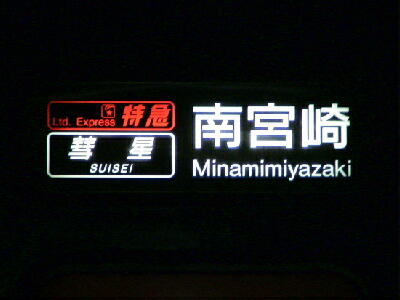 Ltd. Express 特急
彗星
SUISEI
南宮崎
Minamimiyazaki